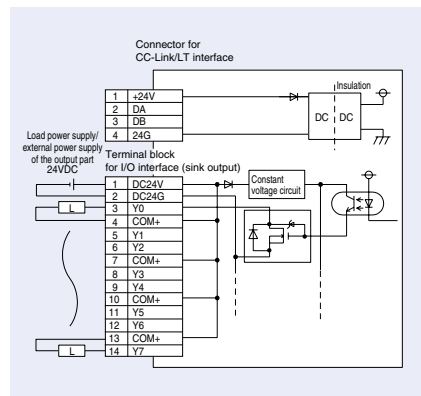 Connector for
CC-Link/LT interface
1 +24V
2 DA
3 DB
4 24G
Insulation
DC DC
Load power supply/
external power supply
of the output part
24VDC
Terminal block
for I/O interface (sink output)
1 DC24V
2 DC24G
3 Y0
4 COM+
5 Y1
6 Y2
7 COM+
8 Y3
9 Y4
10 COM+
11 Y5
12 Y6
13 COM+
14 Y7
L
L
Constant
voltage circuit